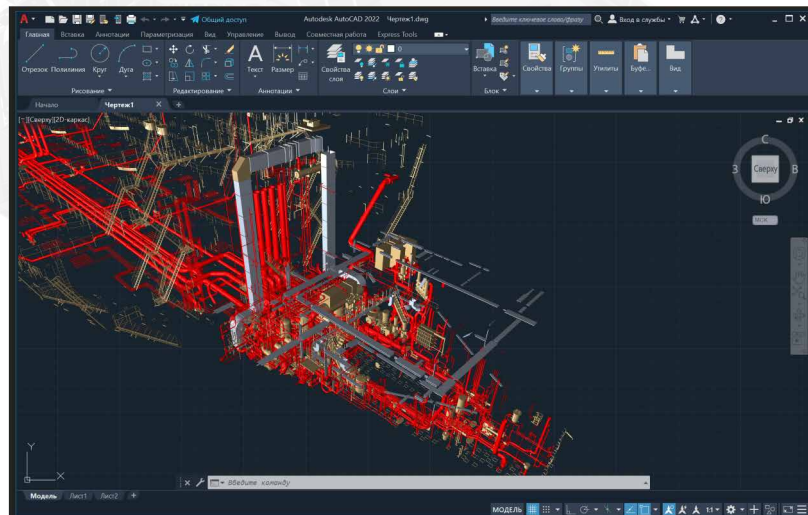 Общий доступ Autodesk AutoCAD 2022 Чертеж1.dwg Введите ключевое слово/фразу Вход в службы
Главная Вставка Аннотации Параметризация Вид Управление Вывод Совместная работа Express Tools
0
Отрезок Полилиния Круг Дуга Текст Размер Свойства слоя Вставка Свойства Группы Утилиты Буфе... Вид
Рисование Редактирование Аннотации Слои Блок
Начало Чертеж1
[−][Сверху][2D-каркас]
С
З Сверху В
Ю
МСК
Y
X
Введите команду
Модель Лист1 Лист2 +
МОДЕЛЬ 1:1